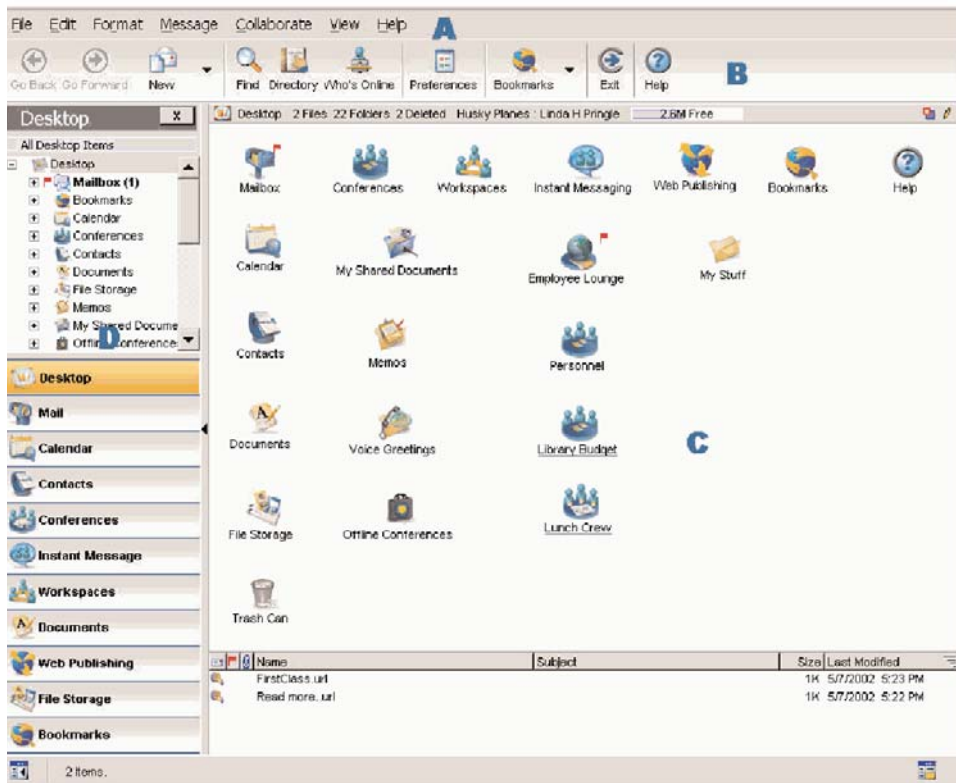 File Edit Format Message Collaborate View Help A
Go Back Go Forward New Find Directory Who's Online Preferences Bookmarks Exit Help B
Desktop x
Desktop 2 Files 22 Folders 2 Deleted Husky Planes : Linda H Pringle 2.6M Free
All Desktop Items
Desktop
Mailbox (1)
Bookmarks
Calendar
Conferences
Contacts
Documents
File Storage
Memos
My Shared Docume
D
Offline Conference
Desktop
Mail
Calendar
Contacts
Conferences
Instant Message
Workspaces
Documents
Web Publishing
File Storage
Bookmarks
Mailbox Conferences Workspaces Instant Messaging Web Publishing Bookmarks Help
Calendar My Shared Documents Employee Lounge My Stuff
Contacts Memos Personnel
Documents Voice Greetings Library Budget C
File Storage Offline Conferences Lunch Crew
Trash Can
Name Subject Size Last Modified
FirstClass.url 1K 5/7/2002 5:23 PM
Read more..url 1K 5/7/2002 5:22 PM
2 Items.